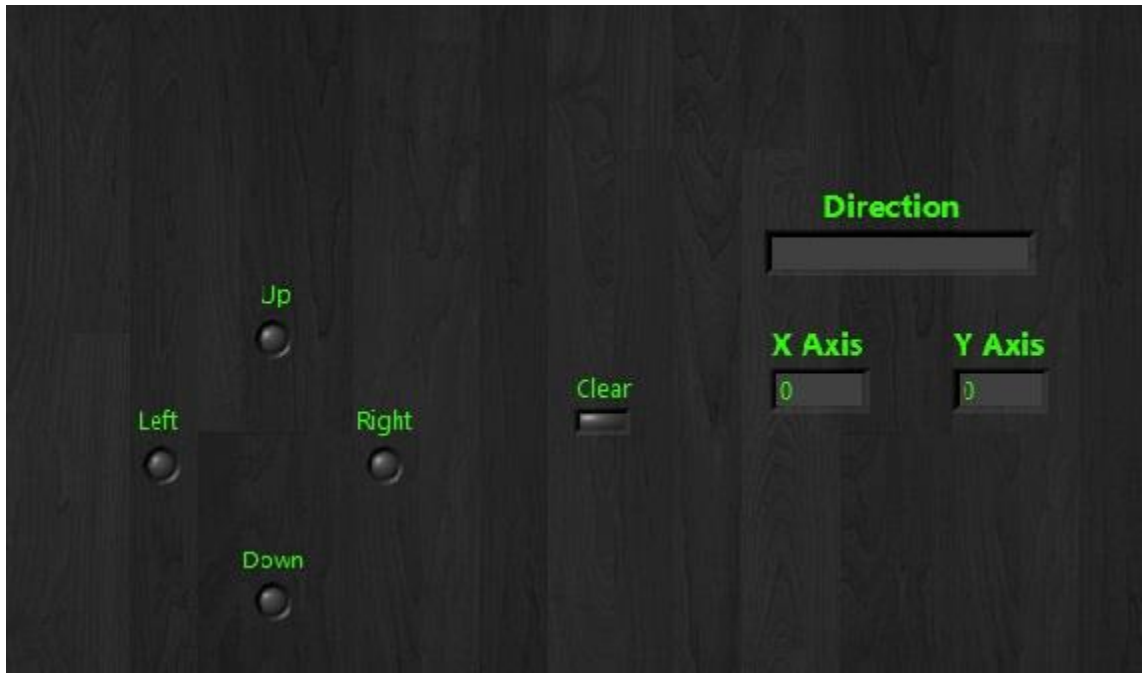 Direction
Up
X Axis
Y Axis
0
0
Clear
Left
Right
Down